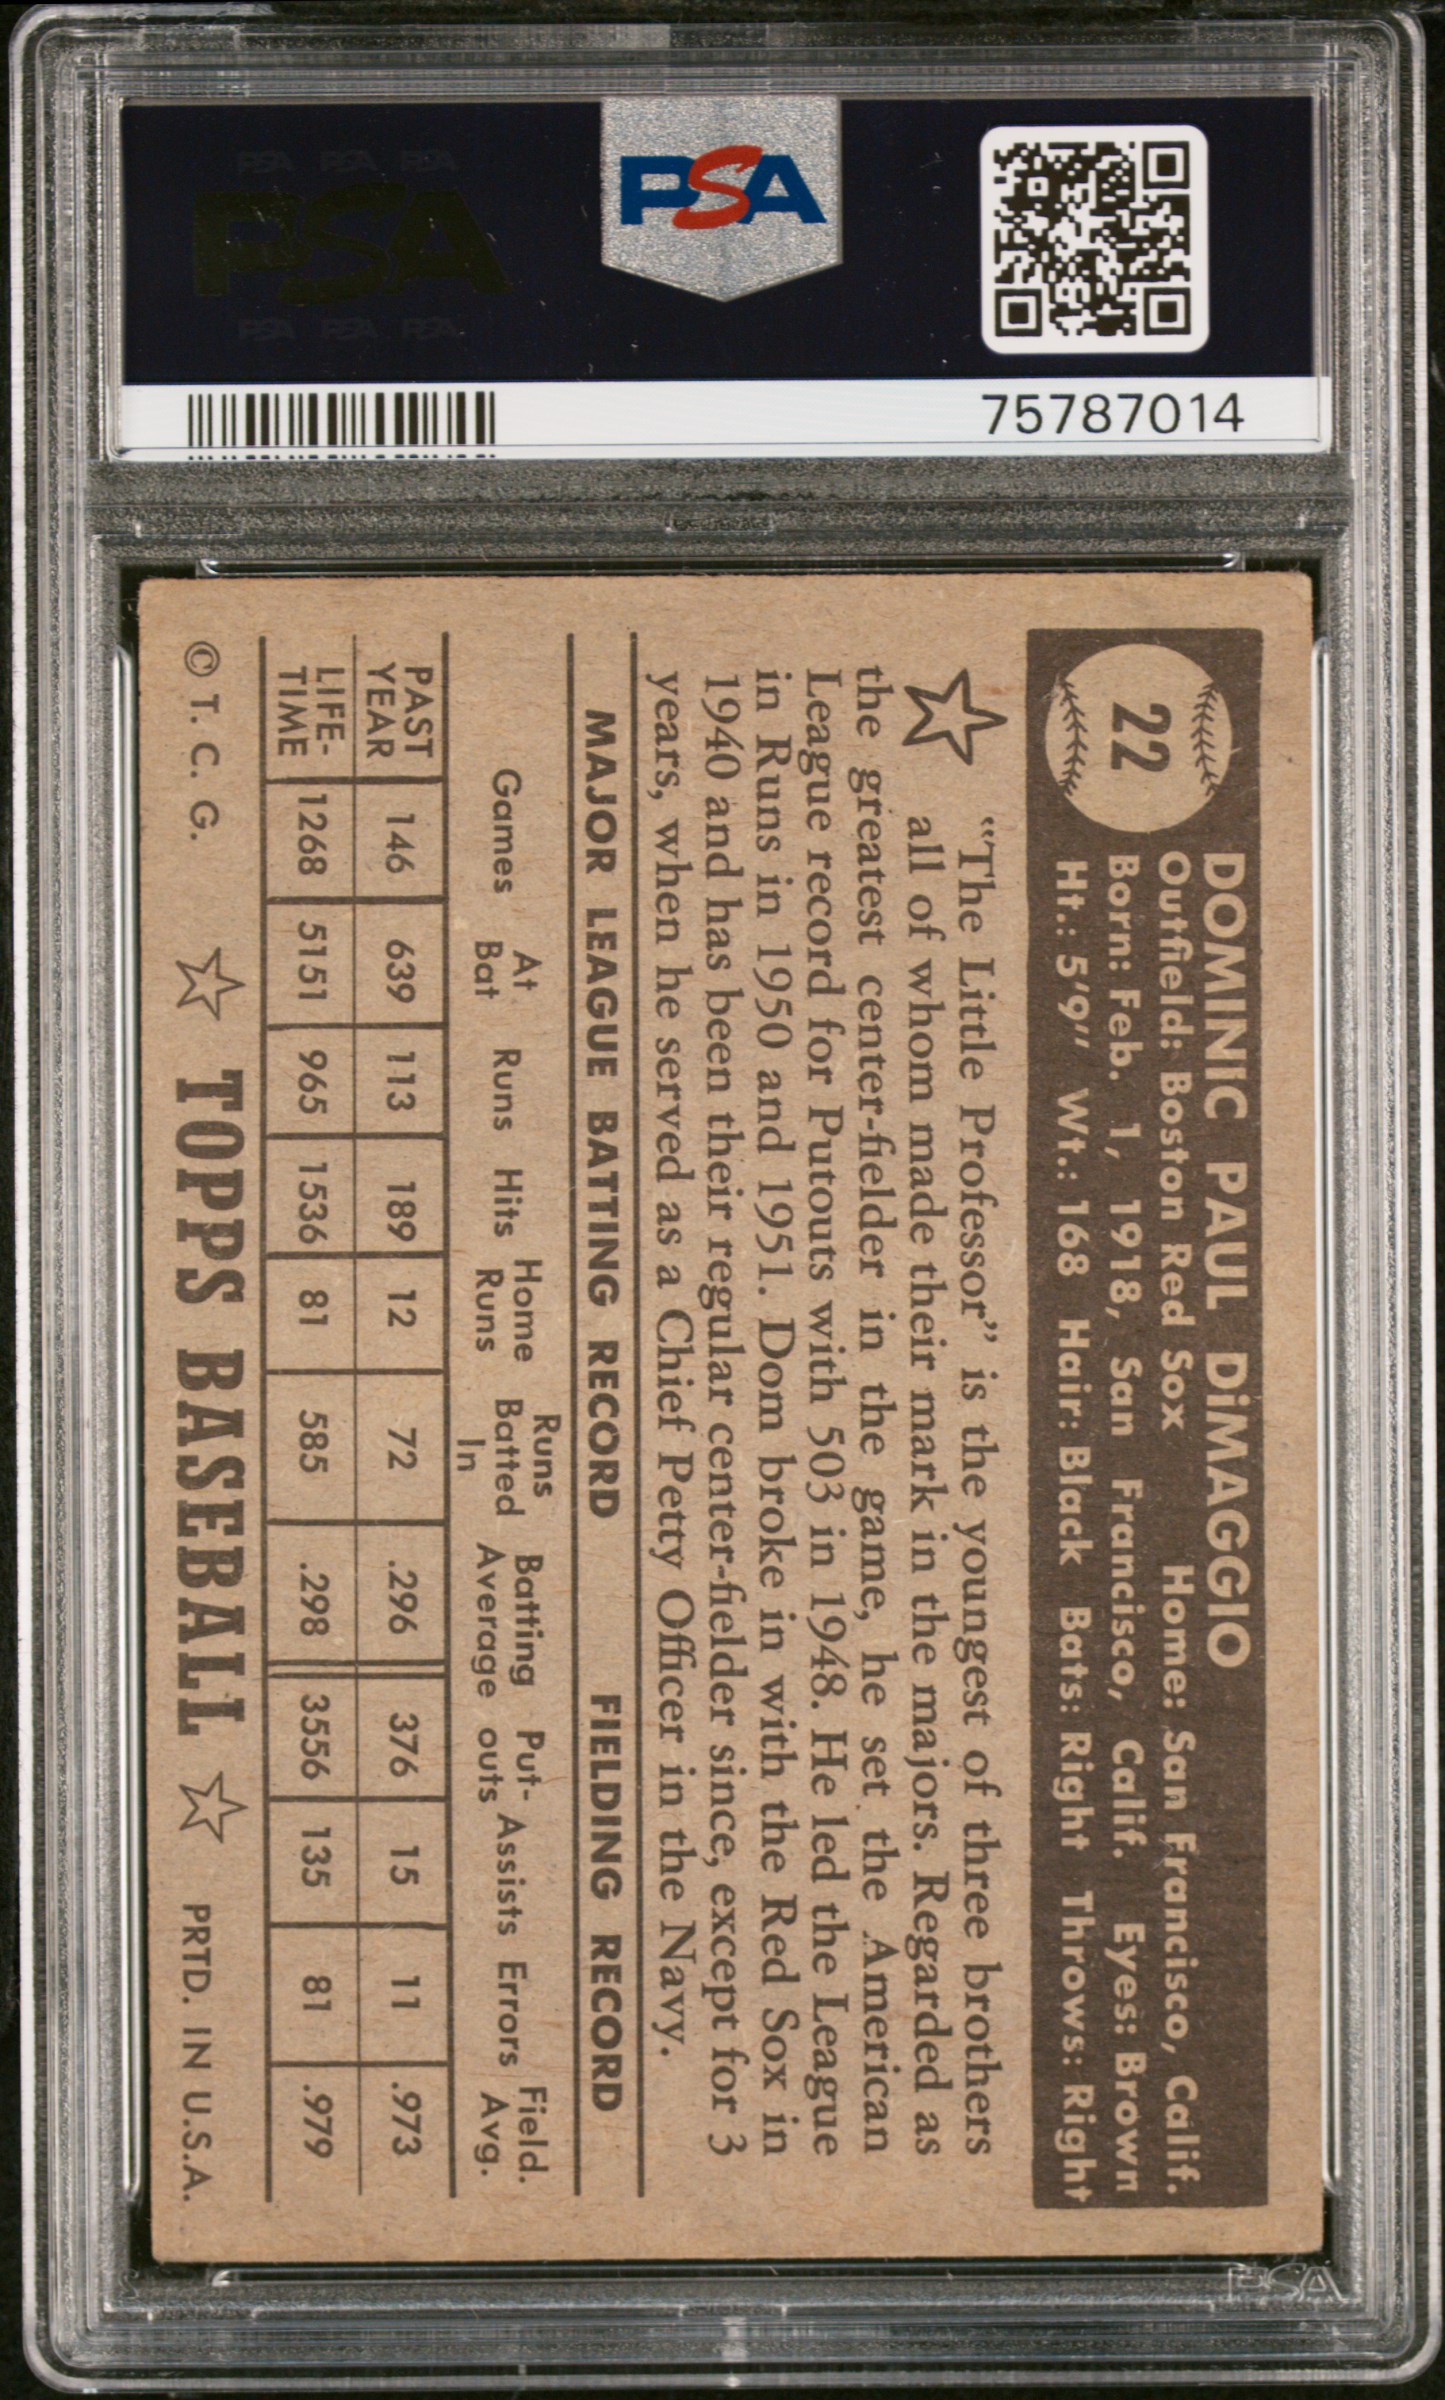 PSA PSA PSA
PSA
PSA PSA PSA
PSA
75787014
22
DOMINIC PAUL DiMAGGIO
Outfield: Boston Red Sox Home: San Francisco, Calif.
Born: Feb. 1, 1918, San Francisco, Calif. Eyes: Brown
Ht.: 5'9" Wt.: 168 Hair: Black Bats: Right Throws: Right
"The Little Professor" is the youngest of three brothers
all of whom made their mark in the majors. Regarded as
the greatest center-fielder in the game, he set the American
League record for Putouts with 503 in 1948. He led the League
in Runs in 1950 and 1951. Dom broke in with the Red Sox in
1940 and has been their regular center-fielder since, except for 3
years, when he served as a Chief Petty Officer in the Navy.
MAJOR LEAGUE BATTING RECORD FIELDING RECORD
Games At Bat Runs Hits Home Runs Runs Batted In Batting Average Put-outs Assists Errors Field. Avg.
PAST YEAR 146 639 113 189 12 72 .296 376 15 11 .973
LIFE-TIME 1268 5151 965 1536 81 585 .298 3556 135 81 .979
© T. C. G. TOPPS BASEBALL PRTD. IN U.S.A.
PSA